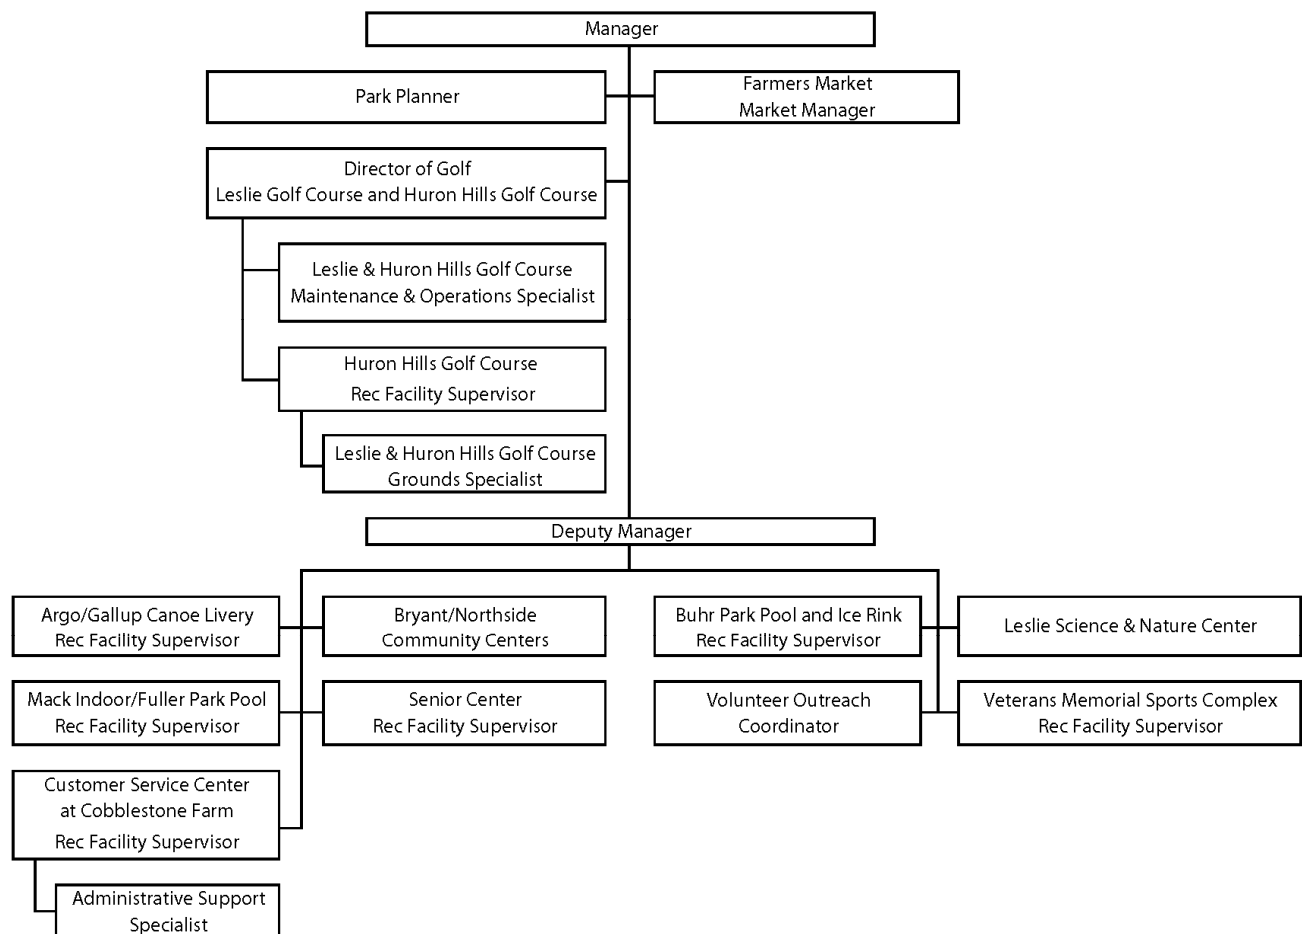 Manager
Park Planner
Farmers Market
Market Manager
Director of Golf
Leslie Golf Course and Huron Hills Golf Course
Leslie & Huron Hills Golf Course
Maintenance & Operations Specialist
Huron Hills Golf Course
Rec Facility Supervisor
Leslie & Huron Hills Golf Course
Grounds Specialist
Deputy Manager
Argo/Gallup Canoe Livery
Rec Facility Supervisor
Bryant/Northside
Community Centers
Buhr Park Pool and Ice Rink
Rec Facility Supervisor
Leslie Science & Nature Center
Mack Indoor/Fuller Park Pool
Rec Facility Supervisor
Senior Center
Rec Facility Supervisor
Volunteer Outreach
Coordinator
Veterans Memorial Sports Complex
Rec Facility Supervisor
Customer Service Center
at Cobblestone Farm
Rec Facility Supervisor
Administrative Support
Specialist